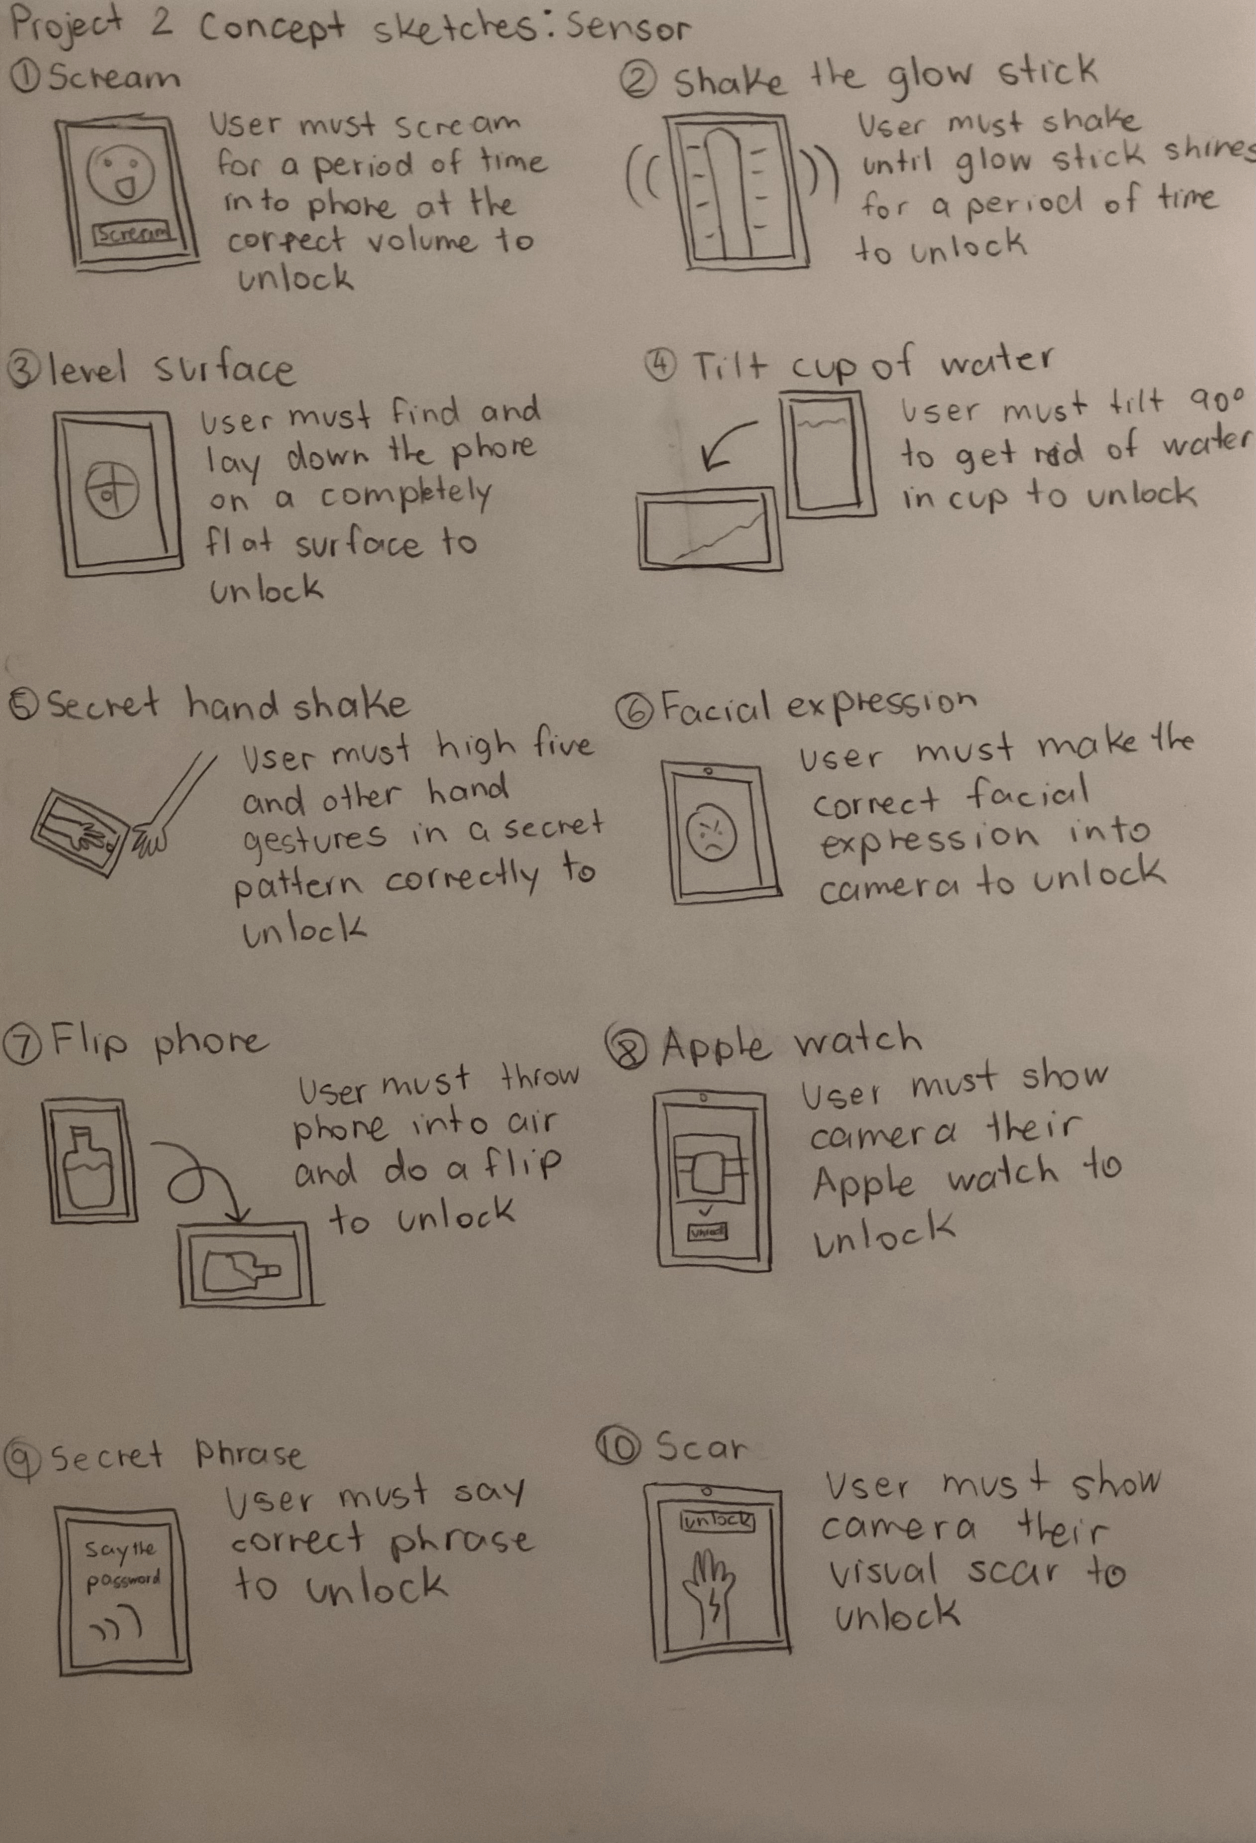 Project 2 Concept sketches: Sensor
① Scream
User must scream
for a period of time
into phone at the
correct volume to
unlock
Scream
② Shake the glow stick
User must shake
until glow stick shines
for a period of time
to unlock
③ level surface
User must find and
lay down the phone
on a completely
flat surface to
unlock
④ Tilt cup of water
User must tilt 90°
to get rid of water
in cup to unlock
⑤ Secret hand shake
User must high five
and other hand
gestures in a secret
pattern correctly to
unlock
⑥ Facial expression
User must make the
correct facial
expression into
camera to unlock
⑦ Flip phone
User must throw
phone into air
and do a flip
to unlock
⑧ Apple watch
User must show
camera their
Apple watch to
unlock
unlock
⑨ Secret Phrase
User must say
correct phrase
to unlock
Say the
password
⑩ Scar
User must show
camera their
visual scar to
unlock
unlock